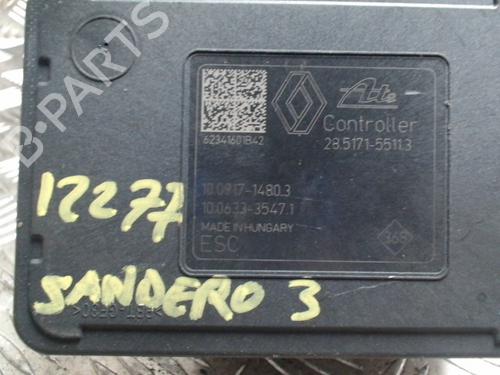 B-PARTS
Ate
Controller
28.5171-5511.3
62341601B42
10.0917-1480.3
10.0633-3547.1
MADE IN HUNGARY
ESC
12277
SANDERO 3